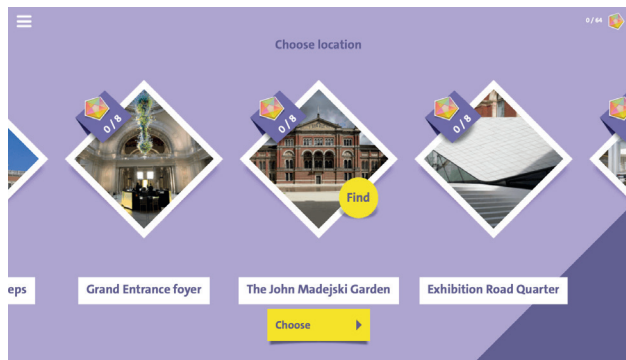 0/64
Choose location
0/8
0/8
0/8
Find
eps
Grand Entrance foyer
The John Madejski Garden
Exhibition Road Quarter
Choose